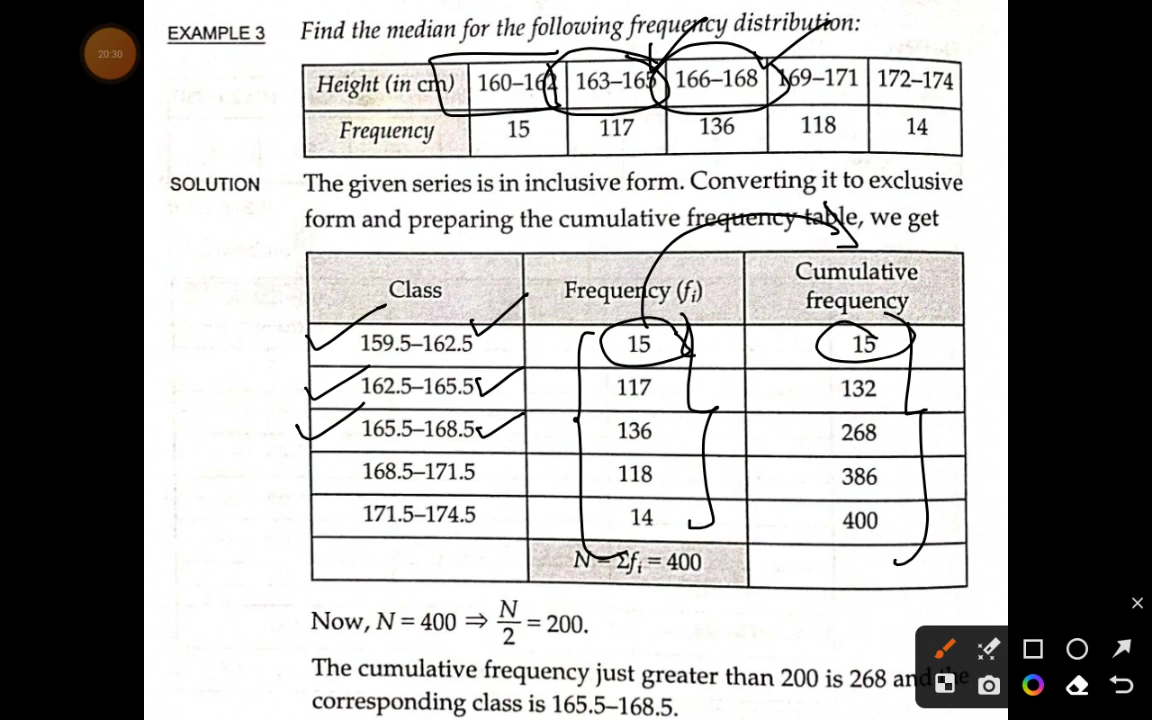 20:30
EXAMPLE 3 Find the median for the following frequency distribution:
Height (in cm) 160–162 163–165 166–168 169–171 172–174
Frequency 15 117 136 118 14
SOLUTION The given series is in inclusive form. Converting it to exclusive
form and preparing the cumulative frequency table, we get
Class Frequency (fᵢ) Cumulative
frequency
159.5–162.5 15 15
162.5–165.5 117 132
165.5–168.5 136 268
168.5–171.5 118 386
171.5–174.5 14 400
N = Σfᵢ = 400
Now, N = 400 ⇒ N/2 = 200.
The cumulative frequency just greater than 200 is 268 and the
corresponding class is 165.5–168.5.